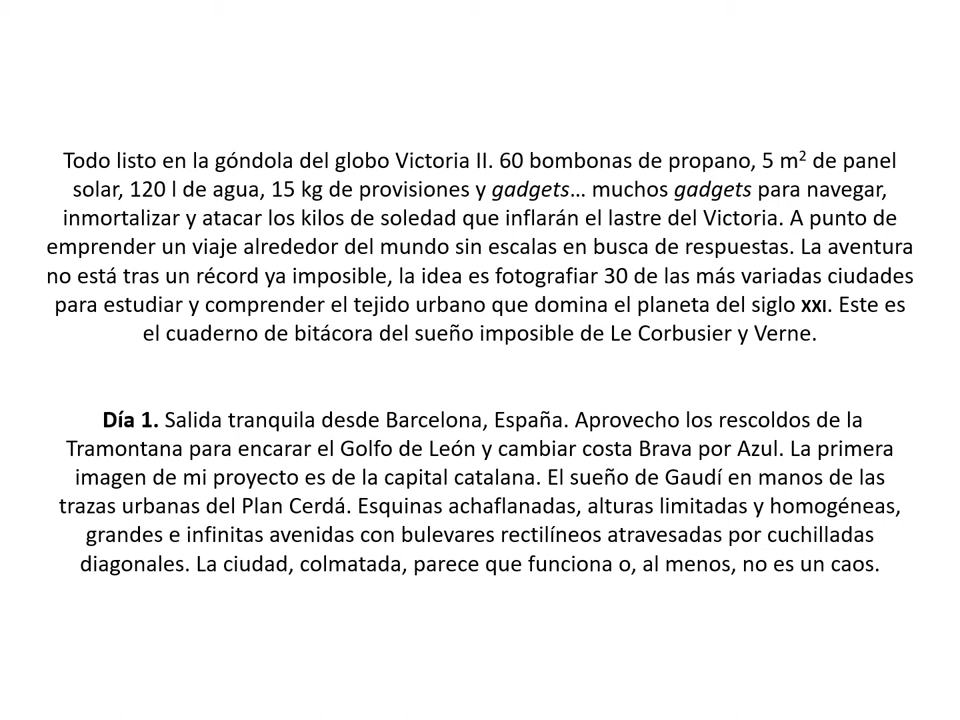 Todo listo en la góndola del globo Victoria II. 60 bombonas de propano, 5 m² de panel
solar, 120 l de agua, 15 kg de provisiones y gadgets… muchos gadgets para navegar,
inmortalizar y atacar los kilos de soledad que inflarán el lastre del Victoria. A punto de
emprender un viaje alrededor del mundo sin escalas en busca de respuestas. La aventura
no está tras un récord ya imposible, la idea es fotografiar 30 de las más variadas ciudades
para estudiar y comprender el tejido urbano que domina el planeta del siglo XXI. Este es
el cuaderno de bitácora del sueño imposible de Le Corbusier y Verne.
Día 1. Salida tranquila desde Barcelona, España. Aprovecho los rescoldos de la
Tramontana para encarar el Golfo de León y cambiar costa Brava por Azul. La primera
imagen de mi proyecto es de la capital catalana. El sueño de Gaudí en manos de las
trazas urbanas del Plan Cerdá. Esquinas achaflanadas, alturas limitadas y homogéneas,
grandes e infinitas avenidas con bulevares rectilíneos atravesadas por cuchilladas
diagonales. La ciudad, colmatada, parece que funciona o, al menos, no es un caos.